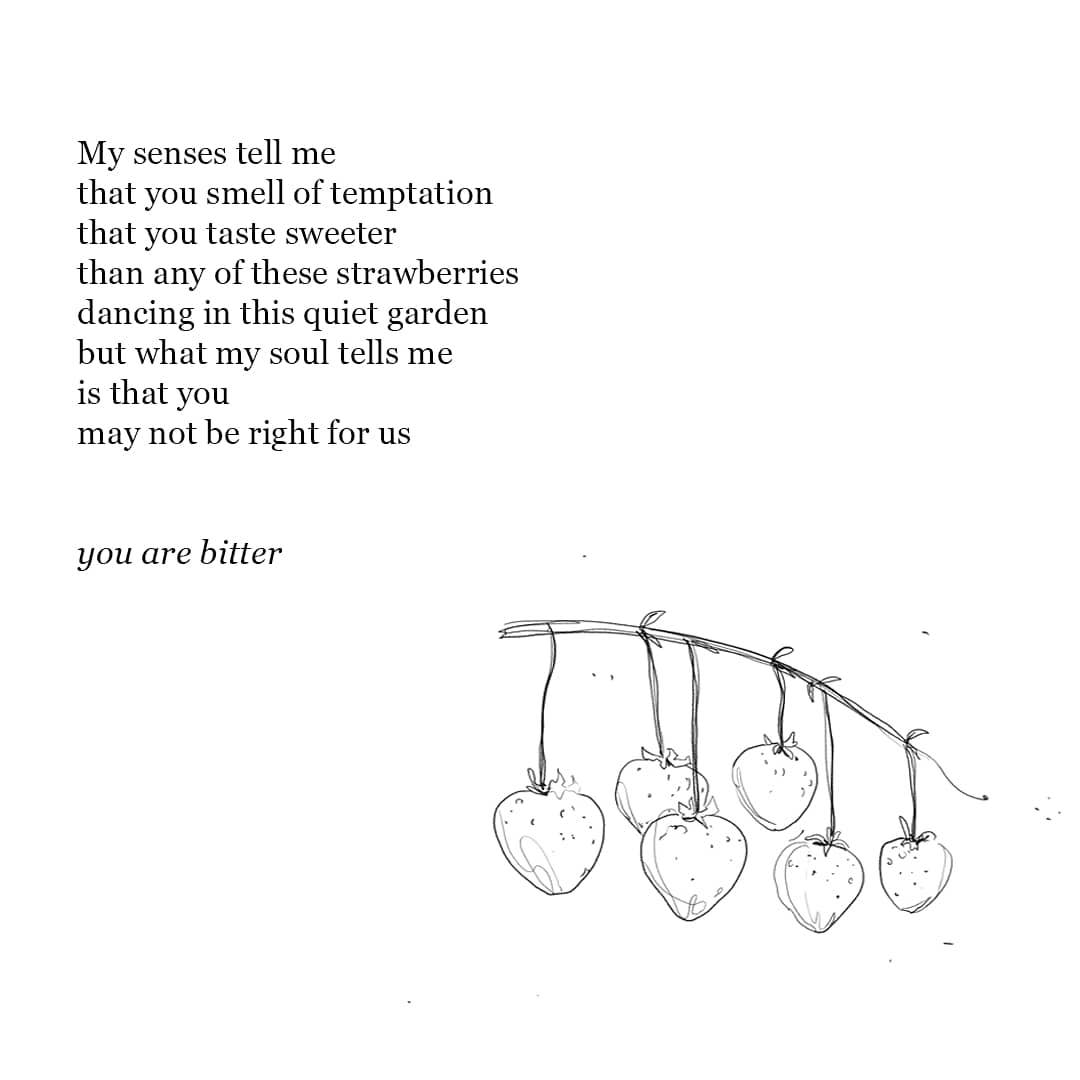 My senses tell me
that you smell of temptation
that you taste sweeter
than any of these strawberries
dancing in this quiet garden
but what my soul tells me
is that you
may not be right for us
you are bitter